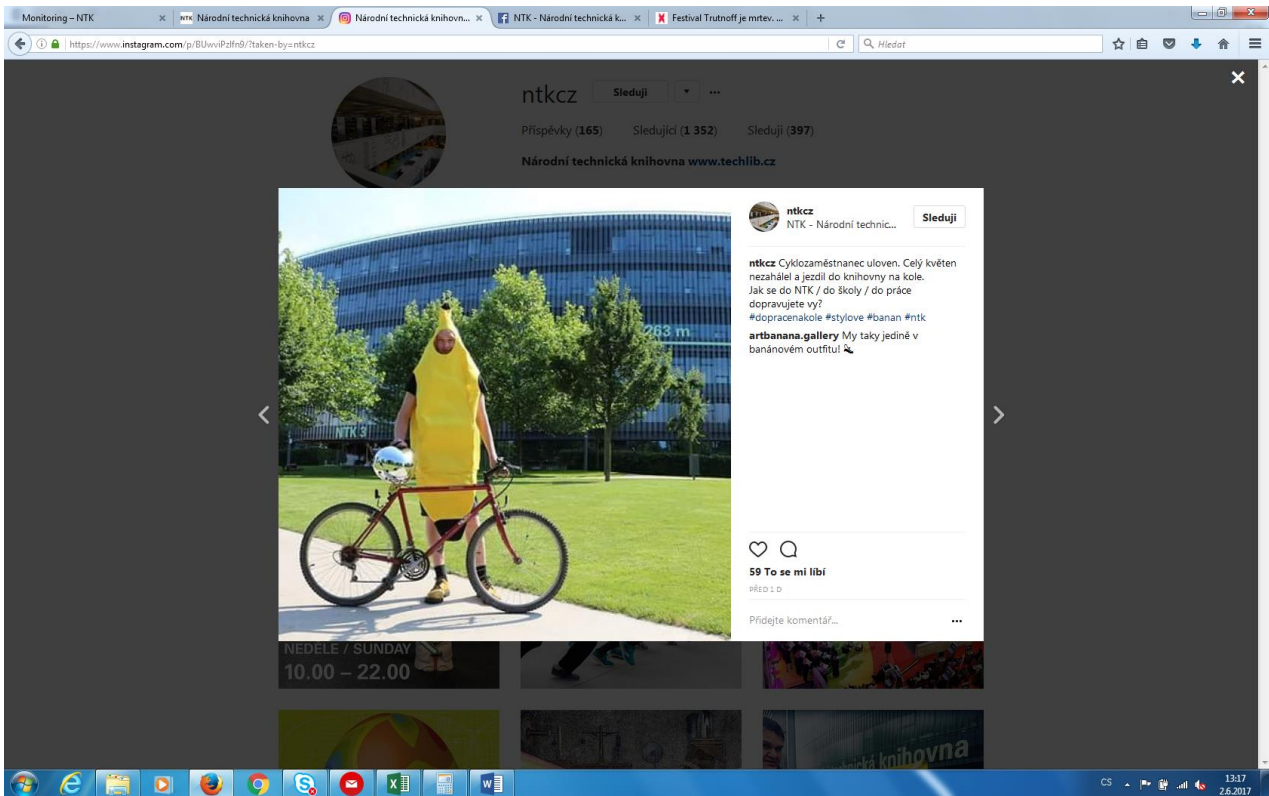 Monitoring – NTK
NTK Národní technická knihovna
Národní technická knihovn...
NTK - Národní technická k...
Festival Trutnoff je mrtev. ...
https://www.instagram.com/p/BUwviPzlfn9/?taken-by=ntkcz
Hledat
ntkcz
Sleduji
Příspěvky (165) Sledující (1 352) Sleduji (397)
Národní technická knihovna www.techlib.cz
263 m
NTK 3
ntkcz
NTK - Národní technic...
Sleduji
ntkcz Cyklozaměstnanec uloven. Celý květen
nezahálel a jezdil do knihovny na kole.
Jak se do NTK / do školy / do práce
dopravujete vy?
#dopracenakole #stylove #banan #ntk
artbanana.gallery My taky jedině v
banánovém outfitu!
59 To se mi líbí
PŘED 1 D
Přidejte komentář...
NEDĚLE / SUNDAY
10.00 – 22.00
knihovna
CS
13:17
2.6.2017